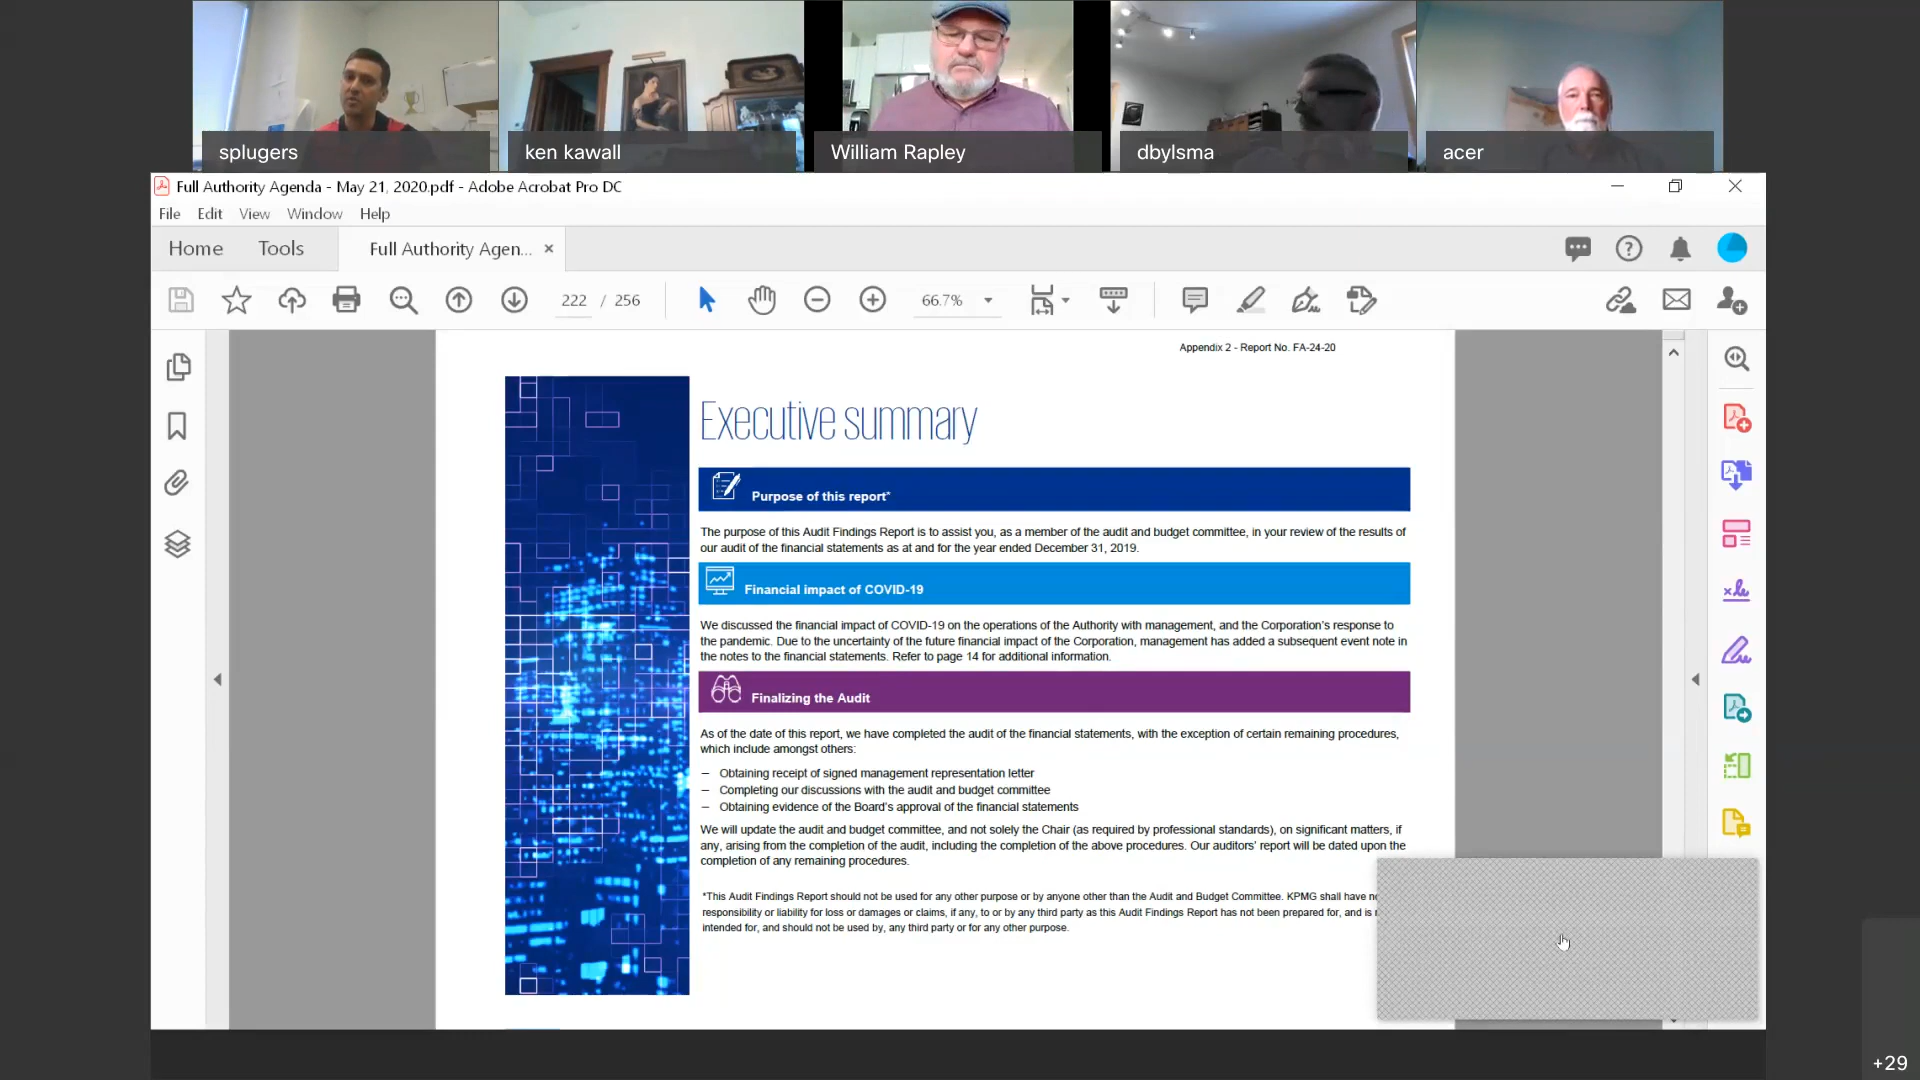 splugers
ken kawall
William Rapley
dbylsma
acer
Full Authority Agenda - May 21, 2020.pdf - Adobe Acrobat Pro DC
File Edit View Window Help
Home Tools Full Authority Agen... ×
222 / 256 66.7%
Appendix 2 - Report No. FA-24-20
Executive summary
Purpose of this report*
The purpose of this Audit Findings Report is to assist you, as a member of the audit and budget committee, in your review of the results of
our audit of the financial statements as at and for the year ended December 31, 2019.
Financial impact of COVID-19
We discussed the financial impact of COVID-19 on the operations of the Authority with management, and the Corporation's response to
the pandemic. Due to the uncertainty of the future financial impact of the Corporation, management has added a subsequent event note in
the notes to the financial statements. Refer to page 14 for additional information.
Finalizing the Audit
As of the date of this report, we have completed the audit of the financial statements, with the exception of certain remaining procedures,
which include amongst others:
– Obtaining receipt of signed management representation letter
– Completing our discussions with the audit and budget committee
– Obtaining evidence of the Board's approval of the financial statements
We will update the audit and budget committee, and not solely the Chair (as required by professional standards), on significant matters, if
any, arising from the completion of the audit, including the completion of the above procedures. Our auditors' report will be dated upon the
completion of any remaining procedures.
*This Audit Findings Report should not be used for any other purpose or by anyone other than the Audit and Budget Committee. KPMG shall have
responsibility or liability for loss or damages or claims, if any, to or by any third party as this Audit Findings Report has not been prepared for, and is
intended for, and should not be used by, any third party or for any other purpose.
+29